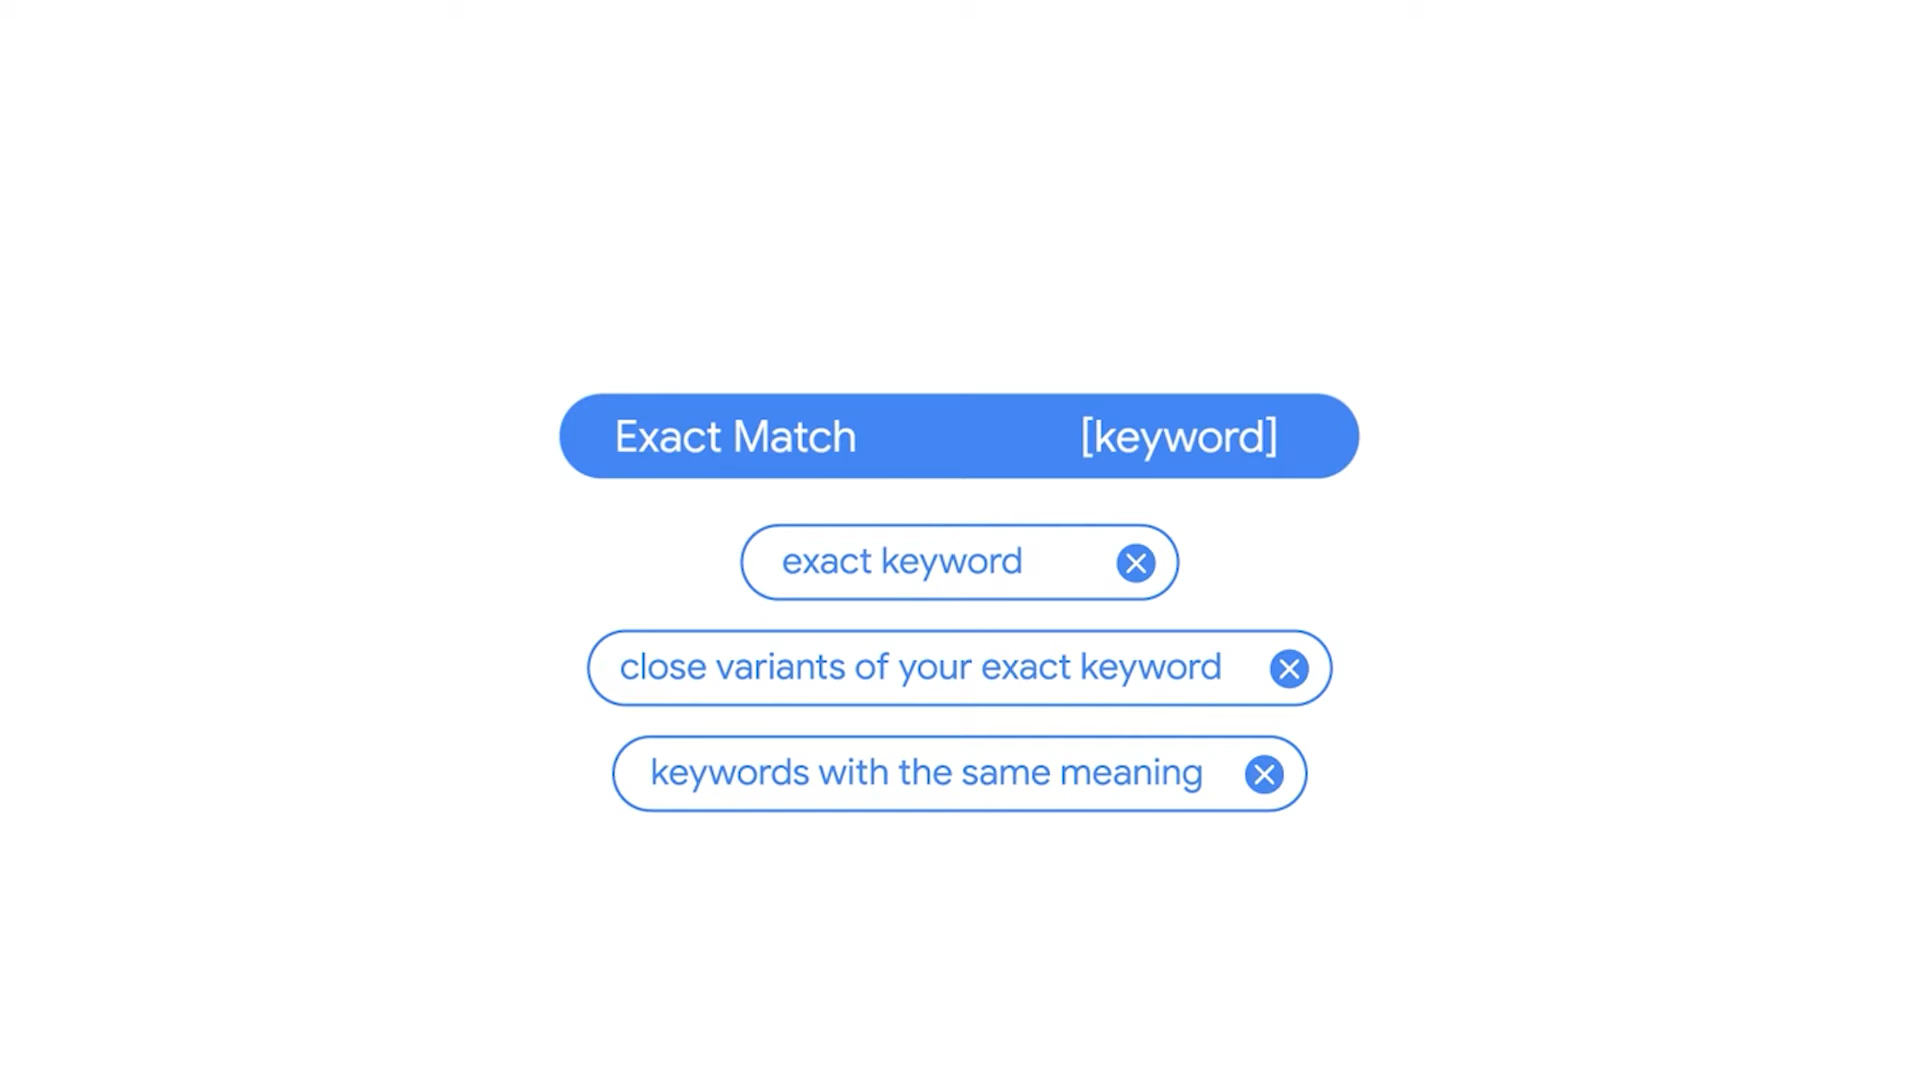 Exact Match [keyword]
exact keyword
close variants of your exact keyword
keywords with the same meaning